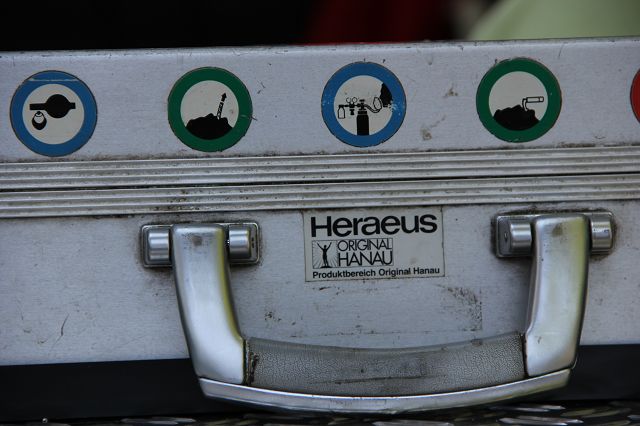 Heraeus
ORIGINAL
HANAU
Produktbereich Original Hanau